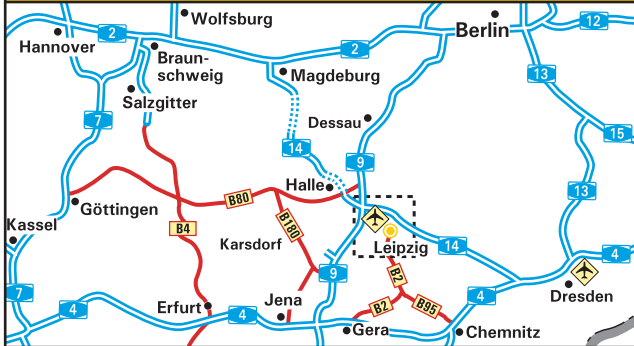 Wolfsburg
Berlin
12
Hannover
2
2
Braun-
schweig
Magdeburg
13
Salzgitter
7
Dessau
15
14
9
Halle
13
Göttingen
B80
Kassel
B4
Karsdorf
B180
Leipzig
14
4
7
9
B2
4
Erfurt
4
Jena
B2
B95
4
Dresden
Gera
Chemnitz